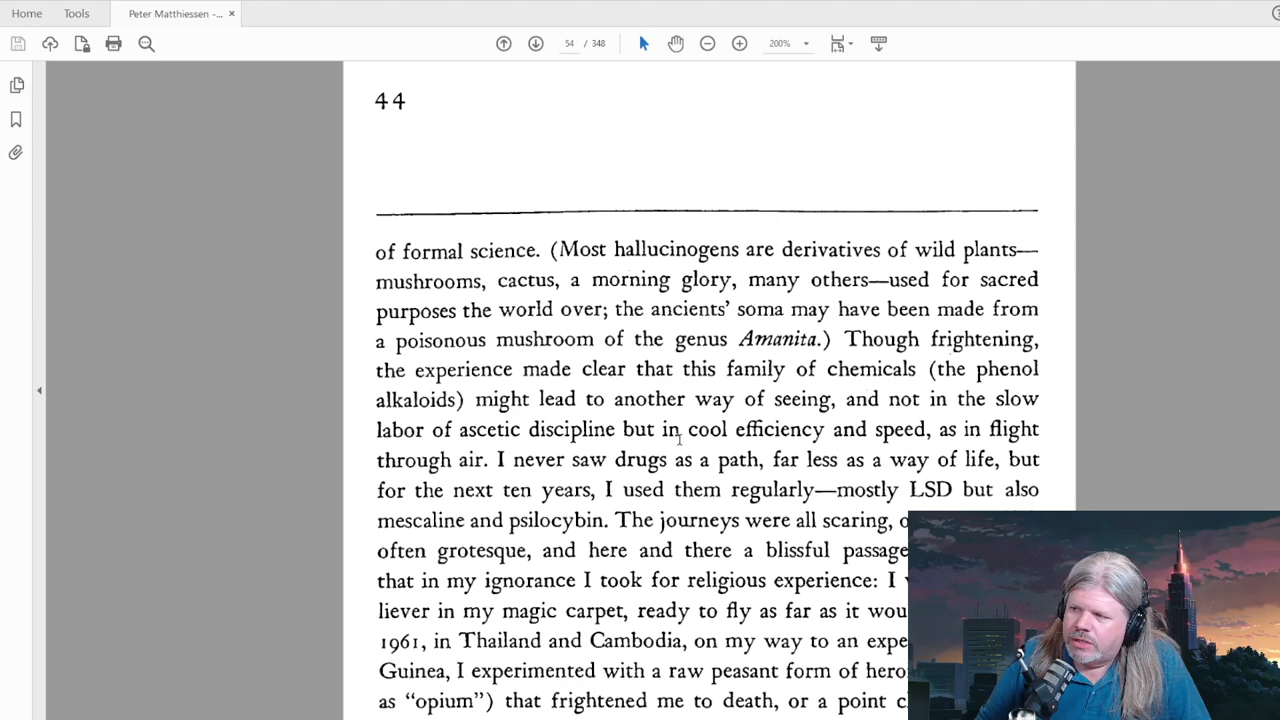 Home
Tools
Peter Matthiessen -...
54 / 348
200%
44
of formal science. (Most hallucinogens are derivatives of wild plants—
mushrooms, cactus, a morning glory, many others—used for sacred
purposes the world over; the ancients’ soma may have been made from
a poisonous mushroom of the genus Amanita.) Though frightening,
the experience made clear that this family of chemicals (the phenol
alkaloids) might lead to another way of seeing, and not in the slow
labor of ascetic discipline but in cool efficiency and speed, as in flight
through air. I never saw drugs as a path, far less as a way of life, but
for the next ten years, I used them regularly—mostly LSD but also
mescaline and psilocybin. The journeys were all scaring,
often grotesque, and here and there a blissful passage
that in my ignorance I took for religious experience: I
liever in my magic carpet, ready to fly as far as it
1961, in Thailand and Cambodia, on my way to an
Guinea, I experimented with a raw peasant form of
as “opium”) that frightened me to death, or a point